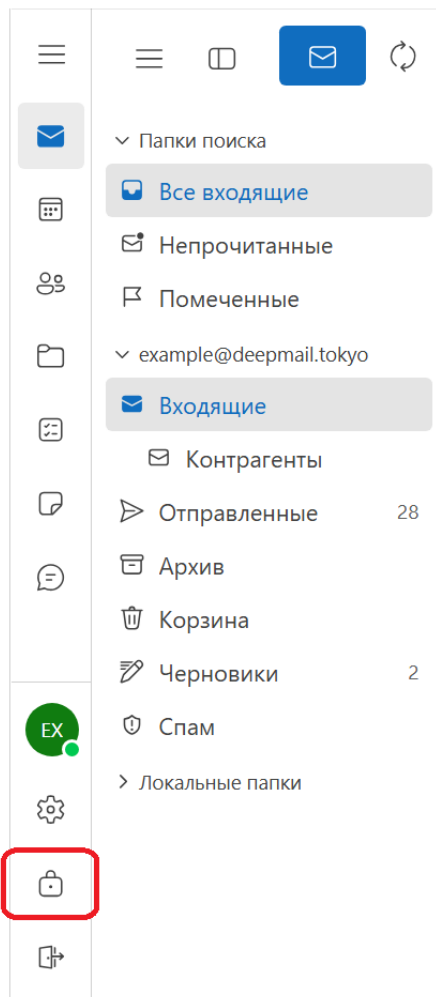 Папки поиска
Все входящие
Непрочитанные
Помеченные
example@deepmail.tokyo
Входящие
Контрагенты
Отправленные 28
Архив
Корзина
Черновики 2
Спам
Локальные папки
EX